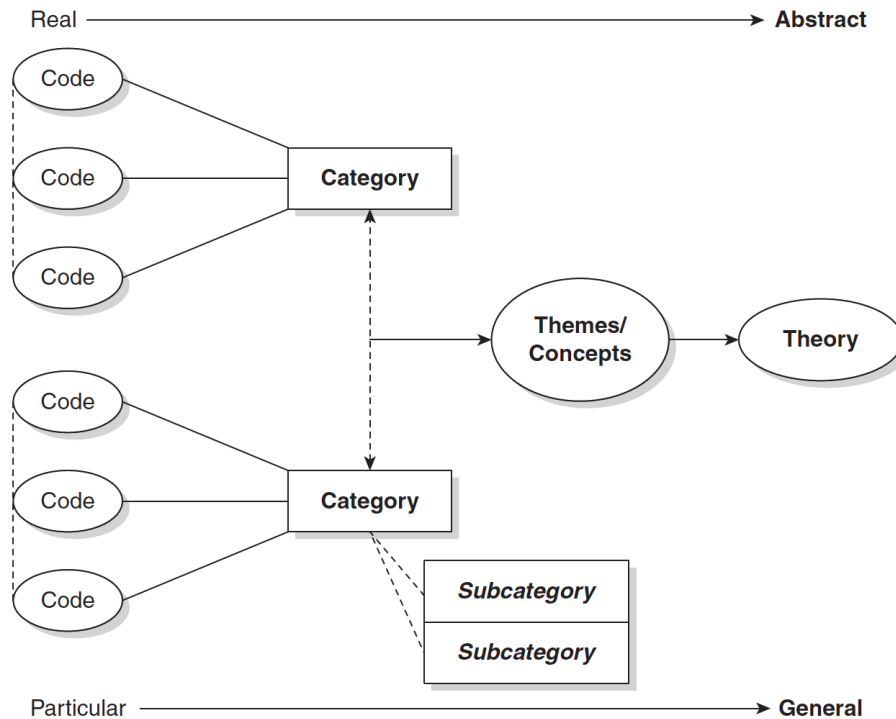 Real
Abstract
Code
Code
Category
Code
Themes/
Concepts
Theory
Code
Code
Category
Code
Subcategory
Subcategory
Particular
General